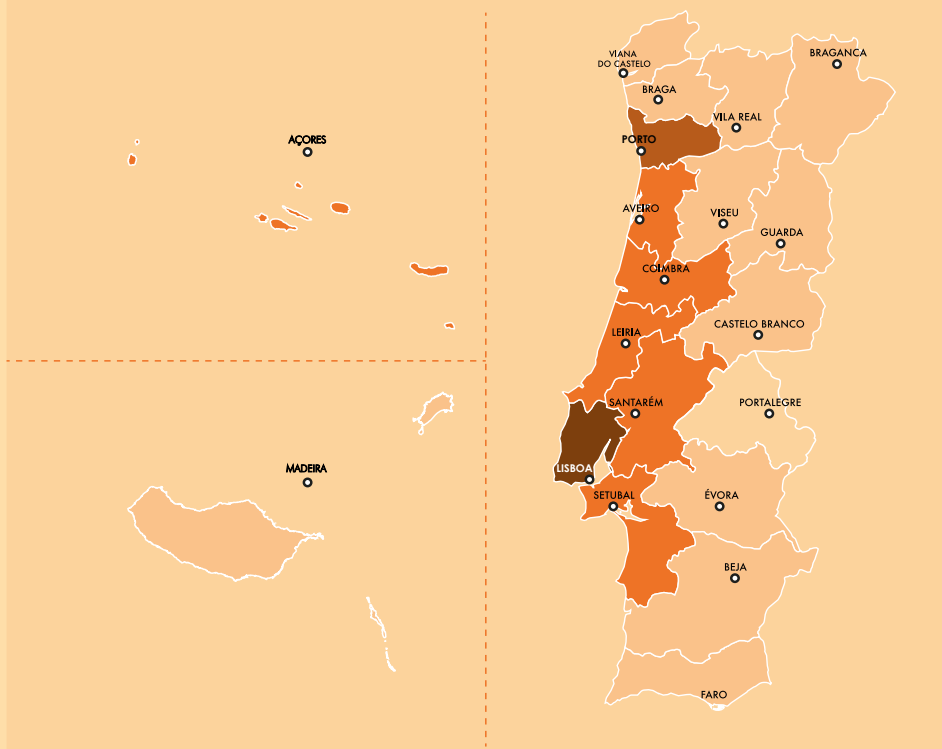 AÇORES
MADEIRA
VIANA
DO CASTELO
BRAGANCA
BRAGA
VILA REAL
PORTO
AVEIRO
VISEU
GUARDA
COIMBRA
CASTELO BRANCO
LEIRIA
SANTARÉM
PORTALEGRE
LISBOA
SETUBAL
ÉVORA
BEJA
FARO